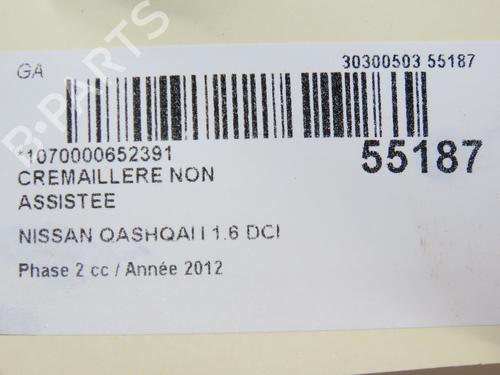 GA
30300503 55187
*1070000652391
55187
CREMAILLERE NON
ASSISTEE
NISSAN QASHQAI I 1.6 DCI
Phase 2 cc / Année 2012
B-PARTS